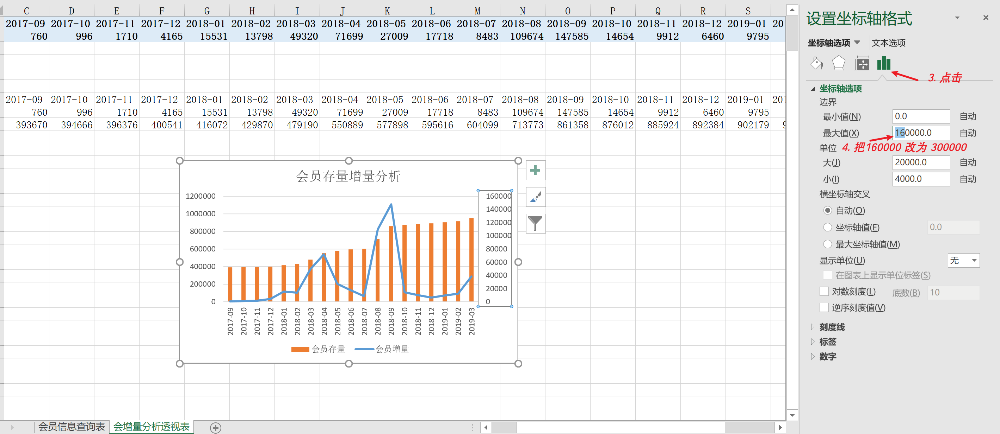 C D E F G H I J K L M N O P Q R S
2017-09 2017-10 2017-11 2017-12 2018-01 2018-02 2018-03 2018-04 2018-05 2018-06 2018-07 2018-08 2018-09 2018-10 2018-11 2018-12 2019-01 201
760 996 1710 4165 15531 13798 49320 71699 27009 17718 8483 109674 147585 14654 9912 6460 9795
2017-09 2017-10 2017-11 2017-12 2018-01 2018-02 2018-03 2018-04 2018-05 2018-06 2018-07 2018-08 2018-09 2018-10 2018-11 2018-12 2019-01 201
760 996 1710 4165 15531 13798 49320 71699 27009 17718 8483 109674 147585 14654 9912 6460 9795
393670 394666 396376 400541 416072 429870 479190 550889 577898 595616 604099 713773 861358 876012 885924 892384 902179 9
会员存量增量分析
1200000
1000000
800000
600000
400000
200000
0
160000
140000
120000
100000
80000
60000
40000
20000
0
2017-09
2017-10
2017-11
2017-12
2018-01
2018-02
2018-03
2018-04
2018-05
2018-06
2018-07
2018-08
2018-09
2018-10
2018-11
2018-12
2019-01
2019-02
2019-03
会员存量 会员增量
会员信息查询表 会增量分析透视表
设置坐标轴格式
坐标轴选项 文本选项
3. 点击
坐标轴选项
边界
最小值(N) 0.0 自动
最大值(X) 160000.0 自动
单位 4. 把160000 改为 300000
大(J) 20000.0 自动
小(I) 4000.0 自动
横坐标轴交叉
自动(O)
坐标轴值(E) 0.0
最大坐标轴值(M)
显示单位(U) 无
在图表上显示单位标签(S)
对数刻度(L) 底数(B) 10
逆序刻度值(V)
刻度线
标签
数字